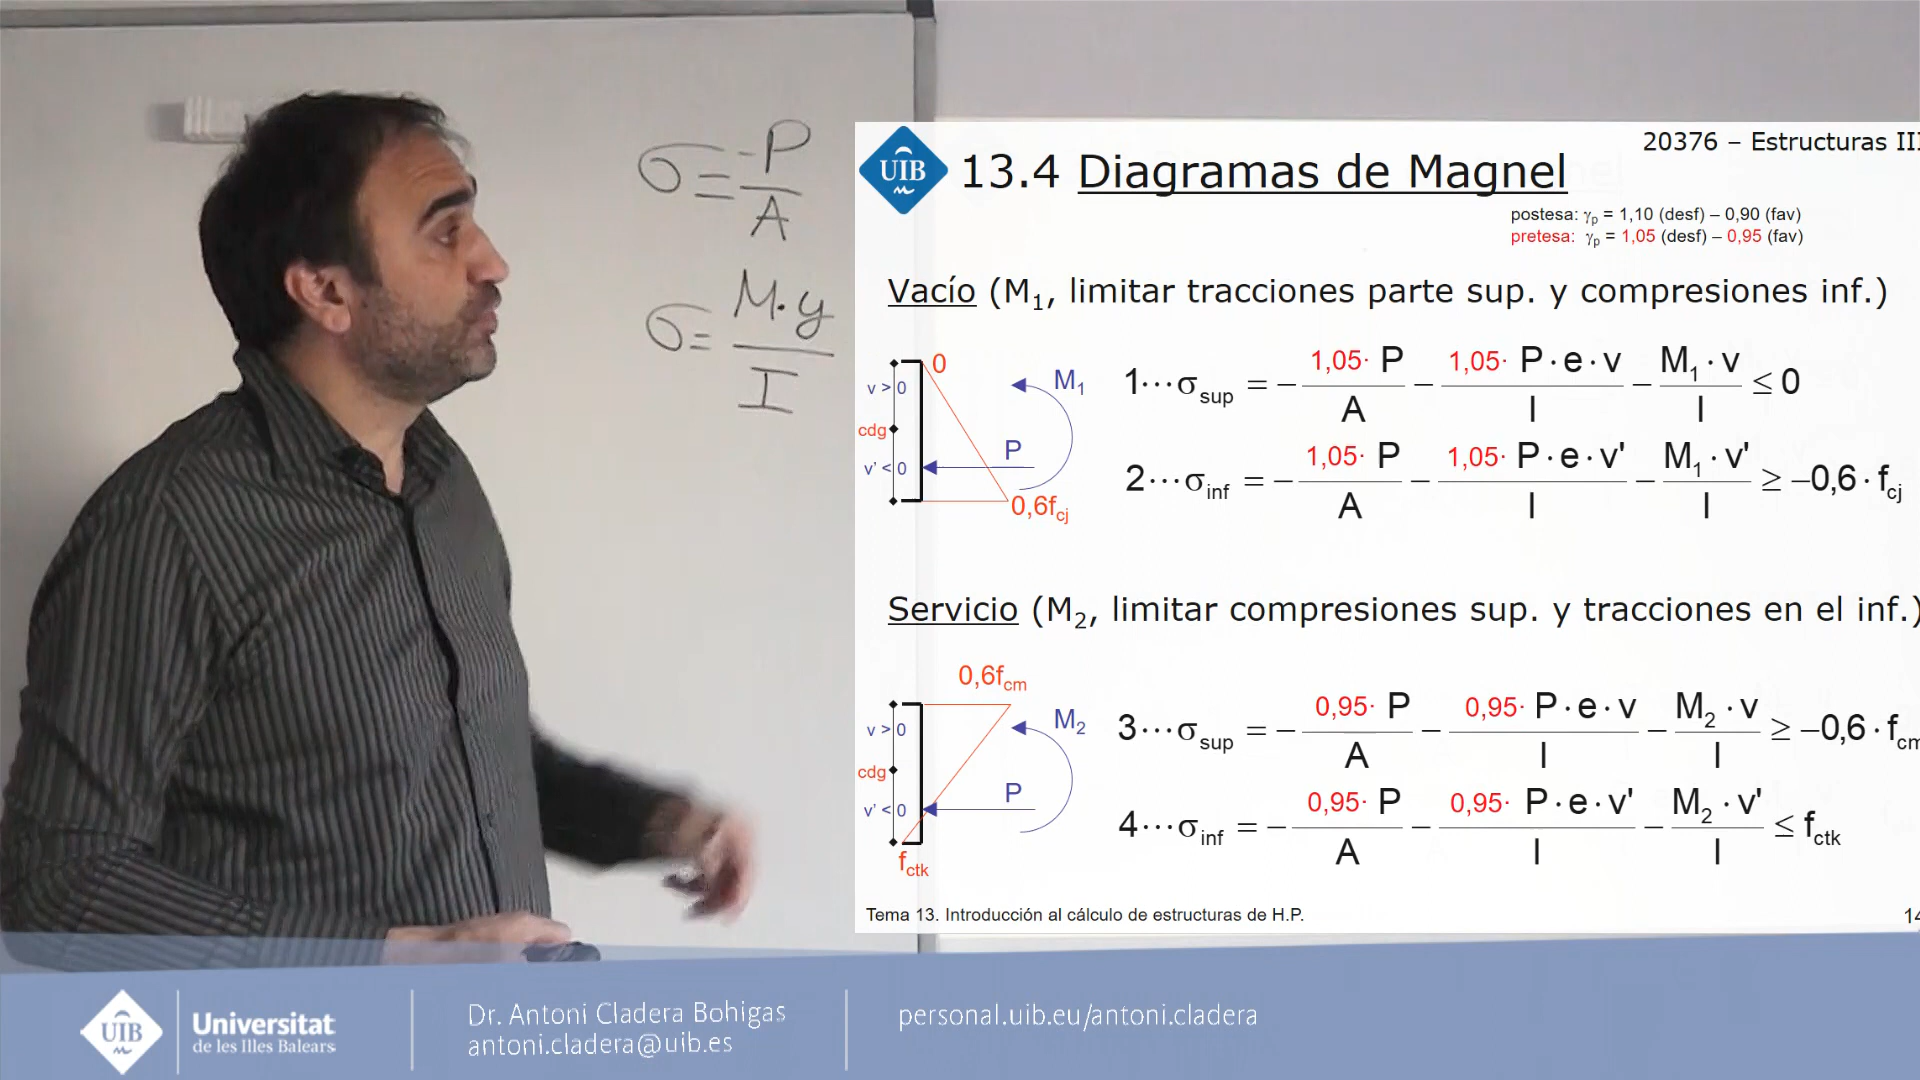 σ = -P / A
σ = M·y / I
UIB
20376 – Estructuras III
13.4 Diagramas de Magnel
postesa: γp = 1,10 (desf) – 0,90 (fav)
pretesa: γp = 1,05 (desf) – 0,95 (fav)
Vacío (M1, limitar tracciones parte sup. y compresiones inf.)
0
v > 0
cdg
v' < 0
M1
P
0,6fcj
1···σsup = − 1,05· P / A − 1,05· P·e·v / I − M1·v / I ≤ 0
2···σinf = − 1,05· P / A − 1,05· P·e·v' / I − M1·v' / I ≥ −0,6·fcj
Servicio (M2, limitar compresiones sup. y tracciones en el inf.)
0,6fcm
v > 0
cdg
v' < 0
M2
P
fctk
3···σsup = − 0,95· P / A − 0,95· P·e·v / I − M2·v / I ≥ −0,6·fcm
4···σinf = − 0,95· P / A − 0,95· P·e·v' / I − M2·v' / I ≤ fctk
Tema 13. Introducción al cálculo de estructuras de H.P.
14
UIB
Universitat
de les Illes Balears
Dr. Antoni Cladera Bohigas
antoni.cladera@uib.es
personal.uib.eu/antoni.cladera